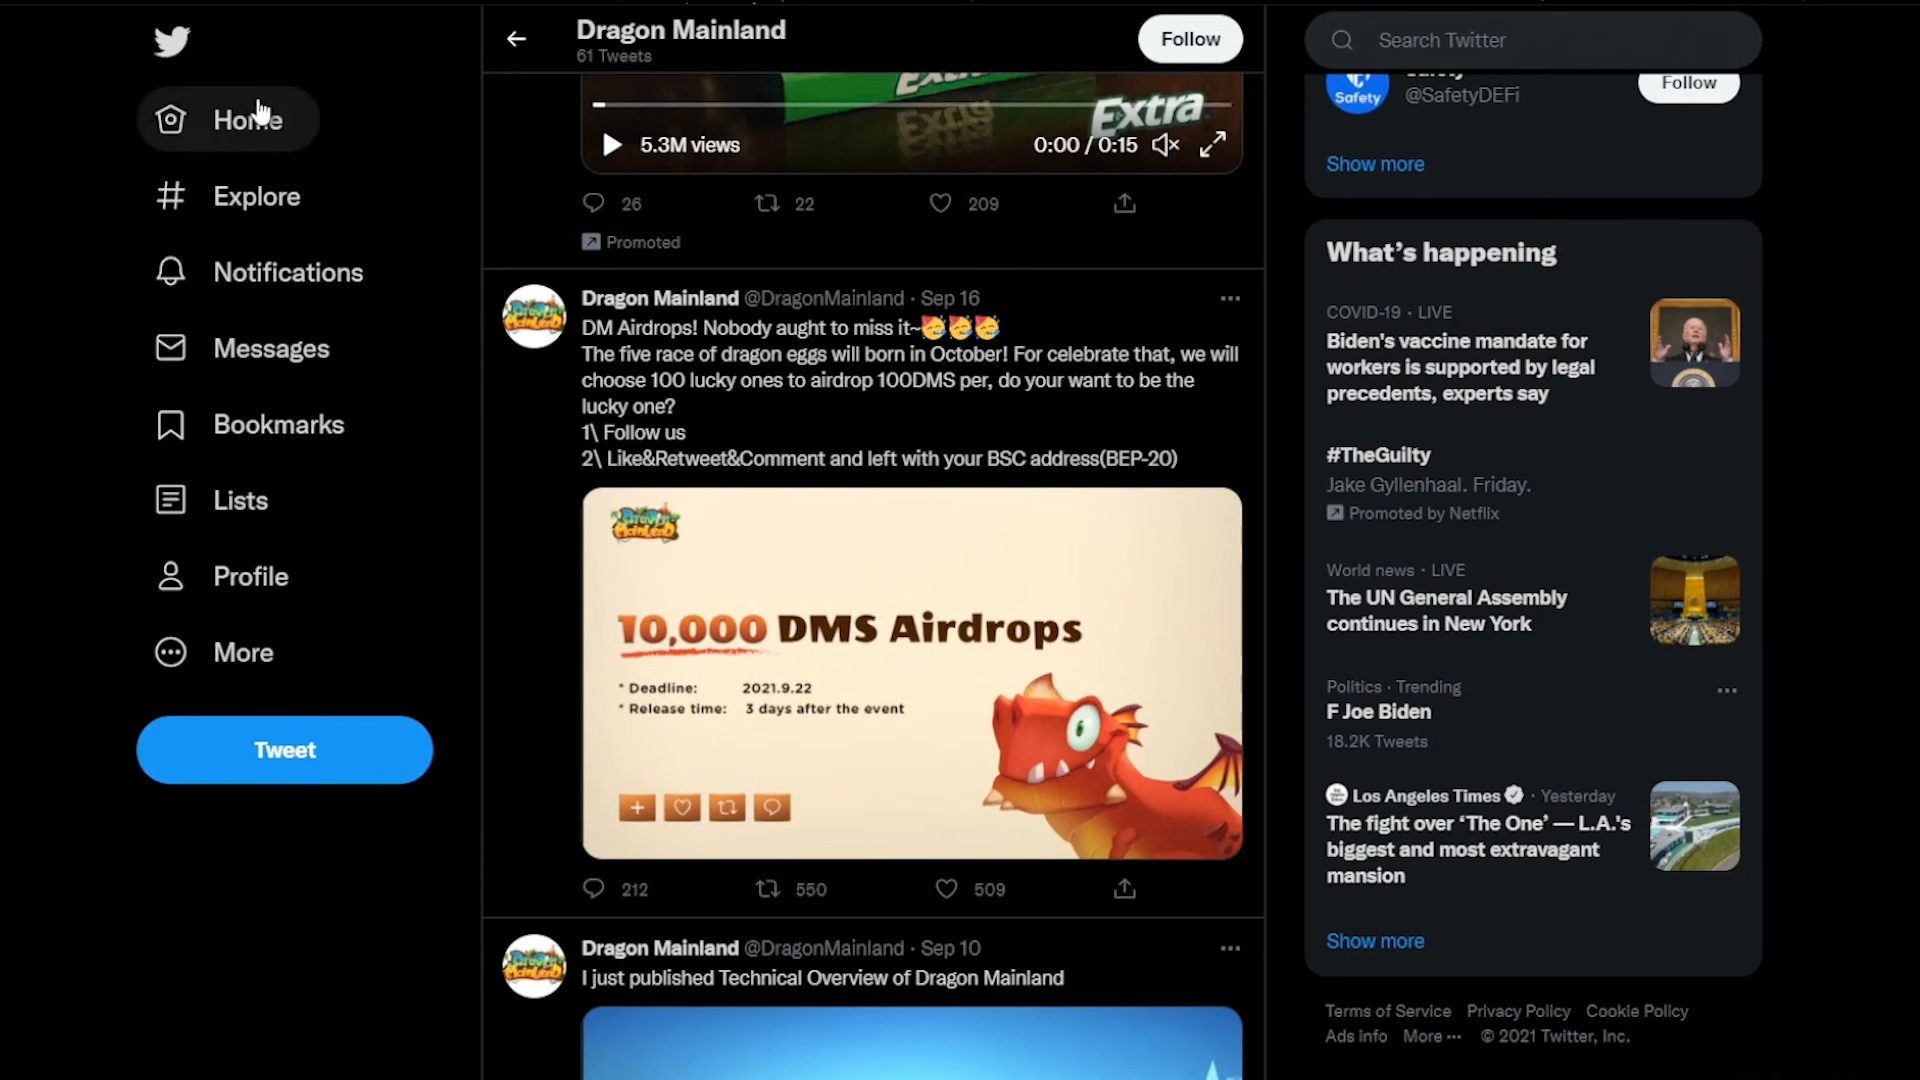 Home
Explore
Notifications
Messages
Bookmarks
Lists
Profile
More
Tweet
Dragon Mainland
61 Tweets
Follow
Extra
Extra
5.3M views
0:00 / 0:15
26 22 209
Promoted
Dragon Mainland @DragonMainland · Sep 16
DM Airdrops! Nobody aught to miss it~🥳🥳🥳
The five race of dragon eggs will born in October! For celebrate that, we will
choose 100 lucky ones to airdrop 100DMS per, do your want to be the
lucky one?
1\ Follow us
2\ Like&Retweet&Comment and left with your BSC address(BEP-20)
Dragon
Mainland
10,000 DMS Airdrops
* Deadline: 2021.9.22
* Release time: 3 days after the event
212 550 509
Dragon Mainland @DragonMainland · Sep 10
I just published Technical Overview of Dragon Mainland
Search Twitter
Safety
Safety
@SafetyDEFi
Follow
Show more
What's happening
COVID-19 · LIVE
Biden's vaccine mandate for
workers is supported by legal
precedents, experts say
#TheGuilty
Jake Gyllenhaal. Friday.
Promoted by Netflix
World news · LIVE
The UN General Assembly
continues in New York
Politics · Trending
F Joe Biden
18.2K Tweets
Los Angeles Times · Yesterday
The fight over ‘The One’ — L.A.'s
biggest and most extravagant
mansion
Show more
Terms of Service Privacy Policy Cookie Policy
Ads info More ··· © 2021 Twitter, Inc.